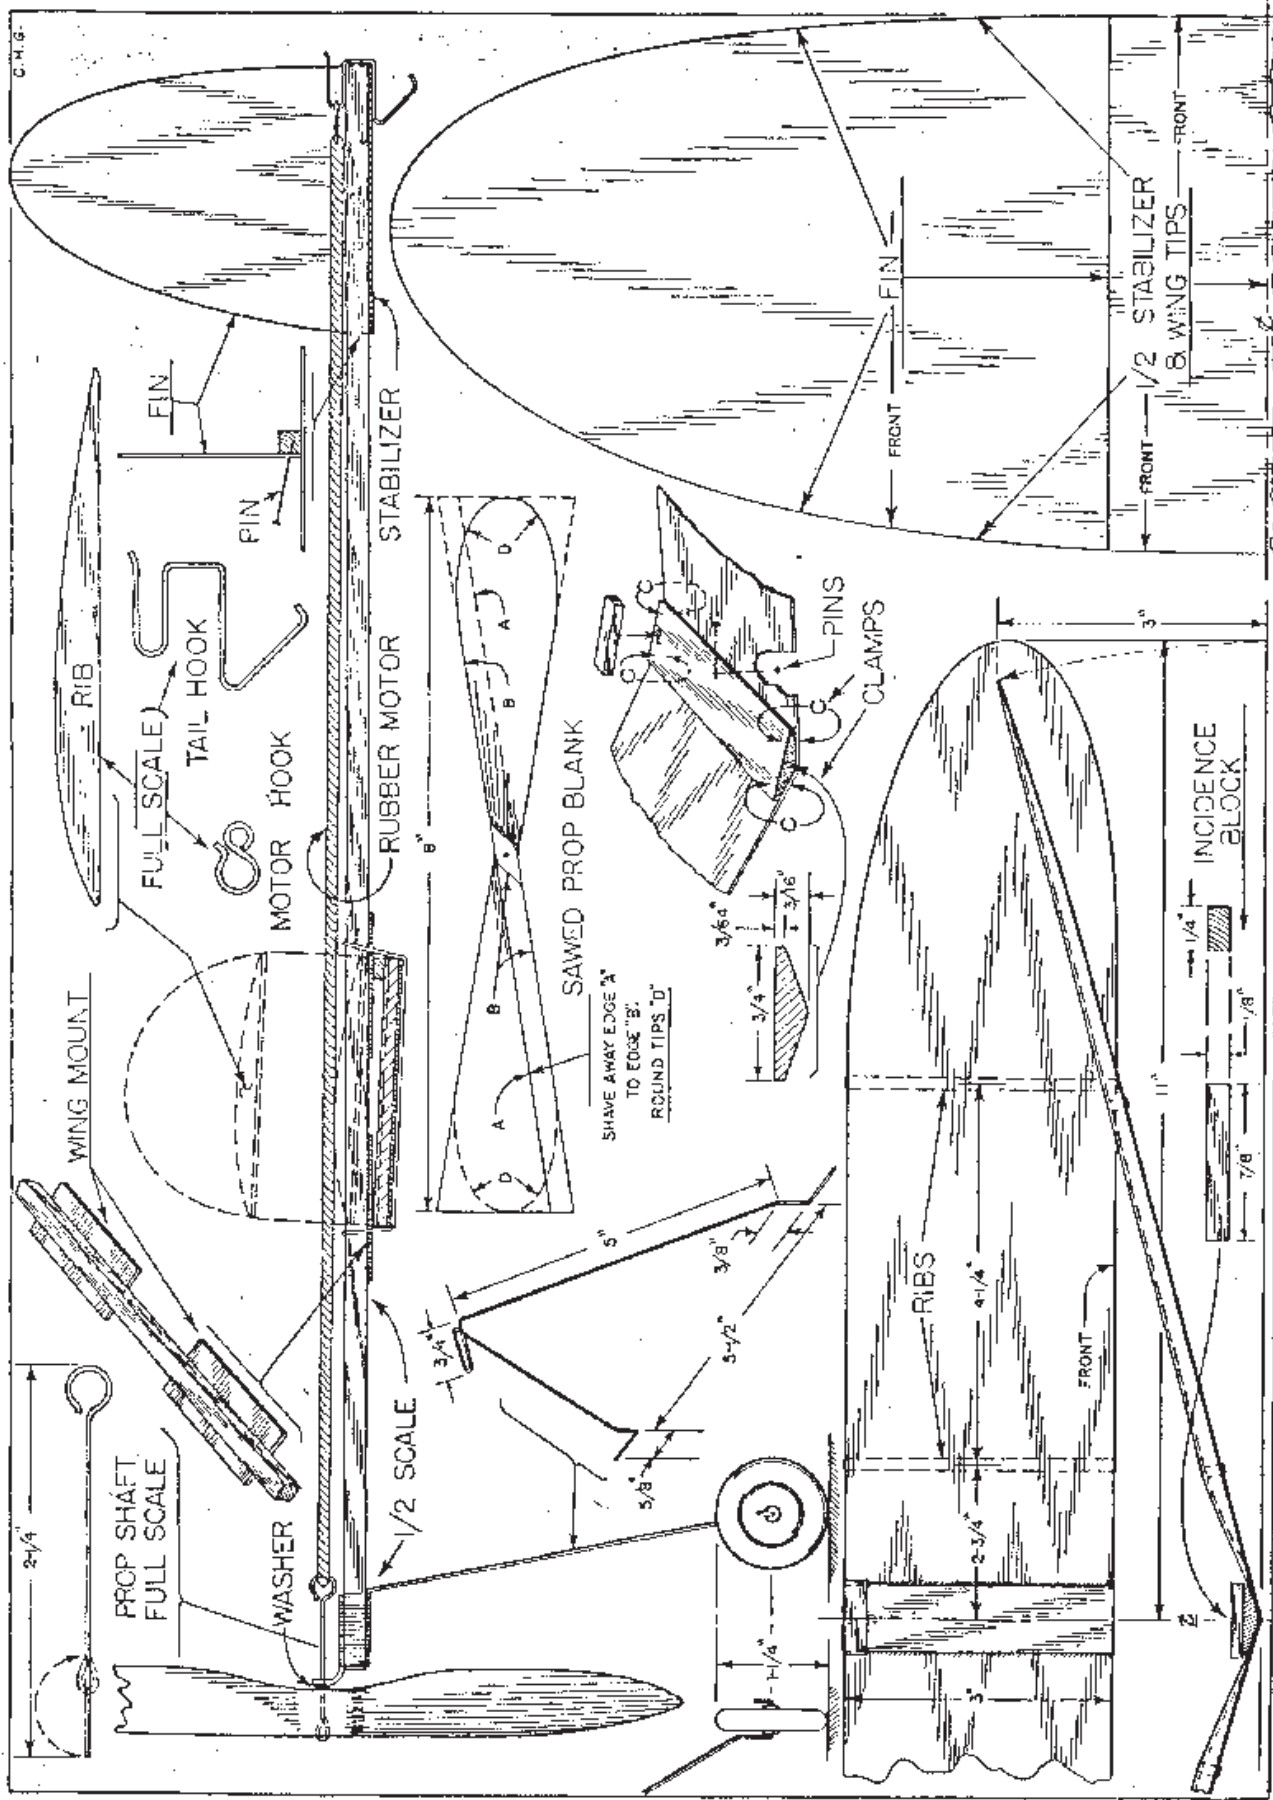 C. H. G.
2-1/4"
PROP SHAFT
FULL SCALE
WASHER
WING MOUNT
RIB
FULL SCALE
TAIL HOOK
MOTOR HOOK
FIN
PIN
RUBBER MOTOR
STABILIZER
1/2 SCALE
8"
A
B
D
A
B
D
SAWED PROP BLANK
SHAVE AWAY EDGE "A"
TO EDGE "B".
ROUND TIPS "D"
3/4"
5"
3/8"
5-1/2"
5/8"
1-1/4"
3/4"
3/64"
3/16"
C
C
C
C
PINS
CLAMPS
FIN
FRONT
1/2 STABILIZER
& WING TIPS
FRONT
FRONT
RIBS
4-1/4"
2-3/4"
FRONT
3"
11"
3"
7/8"
1/8"
1/4"
INCIDENCE
BLOCK